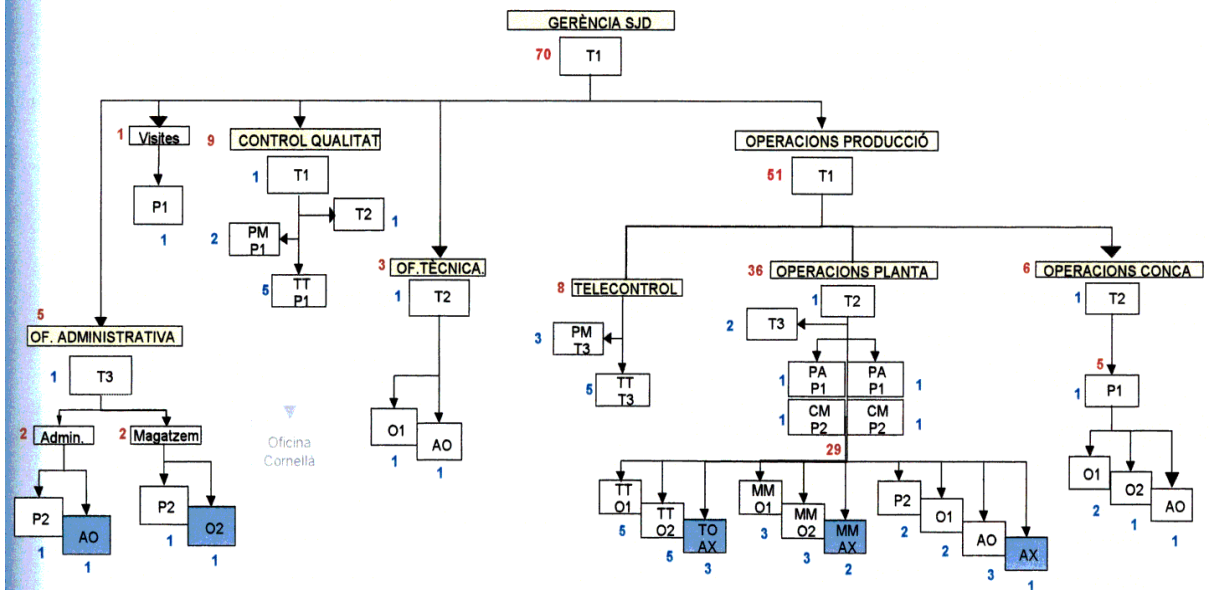 GERÈNCIA SJD
70
T1
1
Visites
P1
1
9
CONTROL QUALITAT
1
T1
T2
1
2
PM
P1
5
TT
P1
3
OF.TÈCNICA.
1
T2
O1
1
AO
1
5
OF. ADMINISTRATIVA
1
T3
2
Admin.
2
Magatzem
P2
1
AO
1
P2
1
O2
1
Oficina
Cornellà
OPERACIONS PRODUCCIÓ
51
T1
8
TELECONTROL
3
PM
T3
5
TT
T3
36
OPERACIONS PLANTA
1
T2
2
T3
1
PA
P1
PA
P1
1
1
CM
P2
CM
P2
1
29
TT
O1
5
TT
O2
5
TO
AX
3
MM
O1
3
MM
O2
3
MM
AX
2
P2
2
O1
2
AO
3
AX
1
6
OPERACIONS CONCA
1
T2
5
1
P1
O1
2
O2
1
AO
1